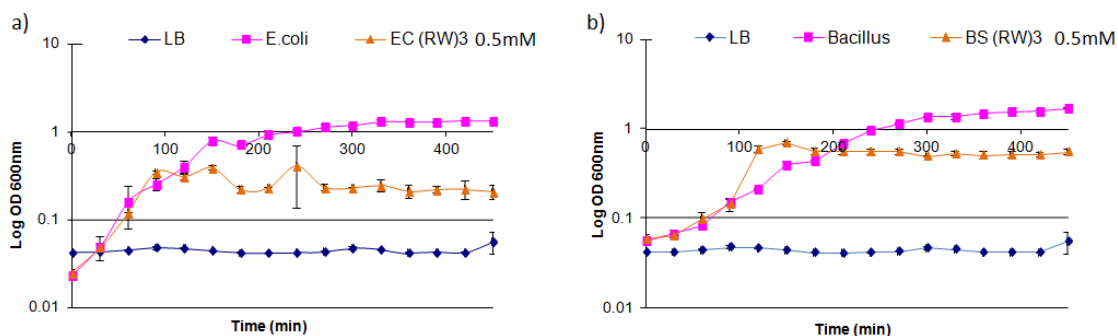 a)
LB E.coli EC (RW)3 0.5mM
10
1
0.1
0.01
0 100 200 300 400
Log OD 600nm
Time (min)
b)
LB Bacillus BS (RW)3 0.5mM
10
1
0.1
0.01
0 100 200 300 400
Log OD 600nm
Time (min)